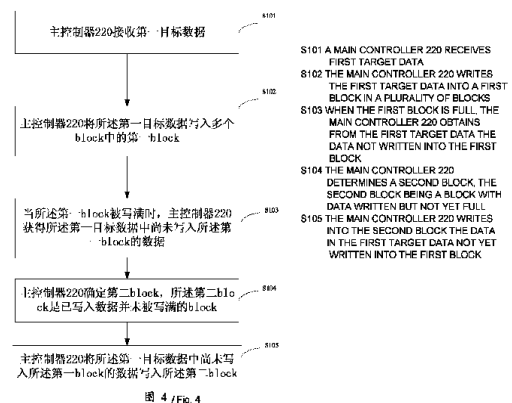 S101
主控制器220接收第一目标数据
S102
主控制器220将所述第一目标数据写入多个
block中的第一block
S103
当所述第一block被写满时，主控制器220
获得所述第一目标数据中尚未写入所述第
一block的数据
S104
主控制器220确定第二block，所述第二blo
ck是已写入数据并未被写满的block
S105
主控制器220将所述第一目标数据中尚未写
入所述第一block的数据写入所述第二block
图 4 / Fig. 4
S101 A MAIN CONTROLLER 220 RECEIVES
FIRST TARGET DATA
S102 THE MAIN CONTROLLER 220 WRITES
THE FIRST TARGET DATA INTO A FIRST
BLOCK IN A PLURALITY OF BLOCKS
S103 WHEN THE FIRST BLOCK IS FULL, THE
MAIN CONTROLLER 220 OBTAINS
FROM THE FIRST TARGET DATA THE
DATA NOT WRITTEN INTO THE FIRST
BLOCK
S104 THE MAIN CONTROLLER 220
DETERMINES A SECOND BLOCK, THE
SECOND BLOCK BEING A BLOCK WITH
DATA WRITTEN BUT NOT YET FULL
S105 THE MAIN CONTROLLER 220 WRITES
INTO THE SECOND BLOCK THE DATA
IN THE FIRST TARGET DATA NOT YET
WRITTEN INTO THE FIRST BLOCK